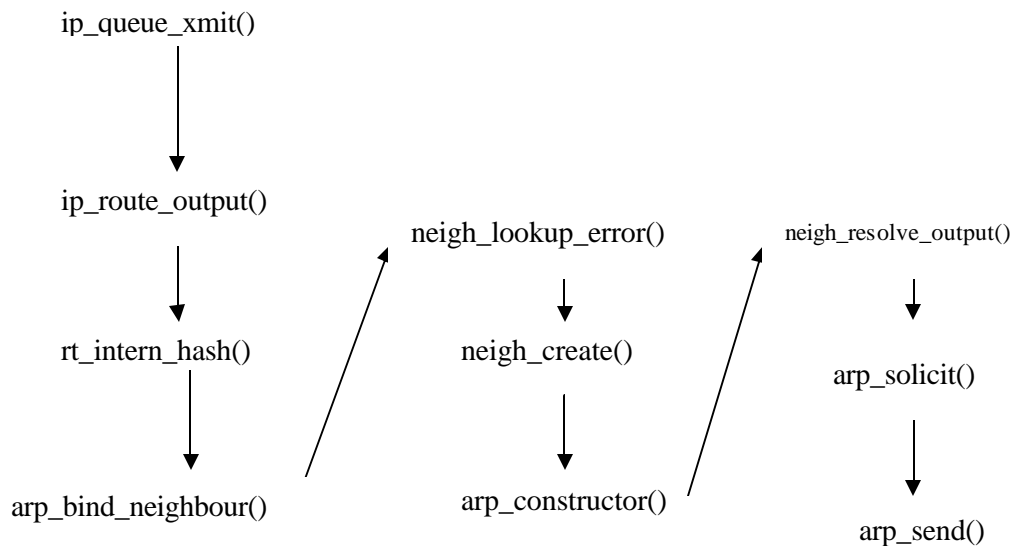 ip_queue_xmit()
ip_route_output()
rt_intern_hash()
arp_bind_neighbour()
neigh_lookup_error()
neigh_create()
arp_constructor()
neigh_resolve_output()
arp_solicit()
arp_send()